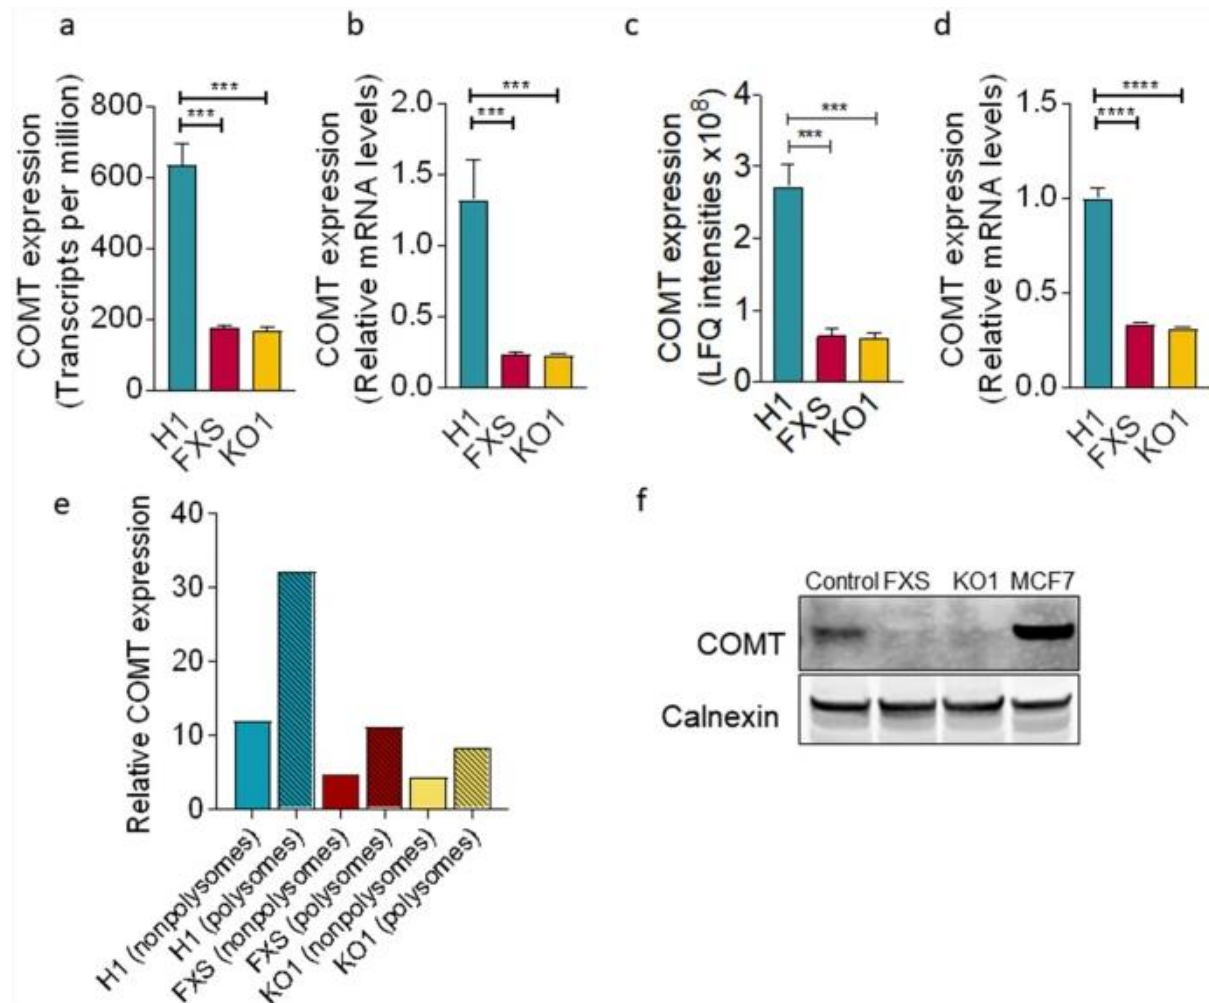 a
COMT expression
(Transcripts per million)
800
600
400
200
0
***
***
H1
FXS
KO1
b
COMT expression
(Relative mRNA levels)
2.0
1.5
1.0
0.5
0.0
***
***
H1
FXS
KO1
c
COMT expression
(LFQ intensities x10⁸)
4
3
2
1
0
***
***
H1
FXS
KO1
d
COMT expression
(Relative mRNA levels)
1.5
1.0
0.5
0.0
****
****
H1
FXS
KO1
e
Relative COMT expression
40
30
20
10
0
H1 (nonpolysomes)
H1 (polysomes)
FXS (nonpolysomes)
FXS (polysomes)
KO1 (nonpolysomes)
KO1 (polysomes)
f
Control FXS KO1 MCF7
COMT
Calnexin